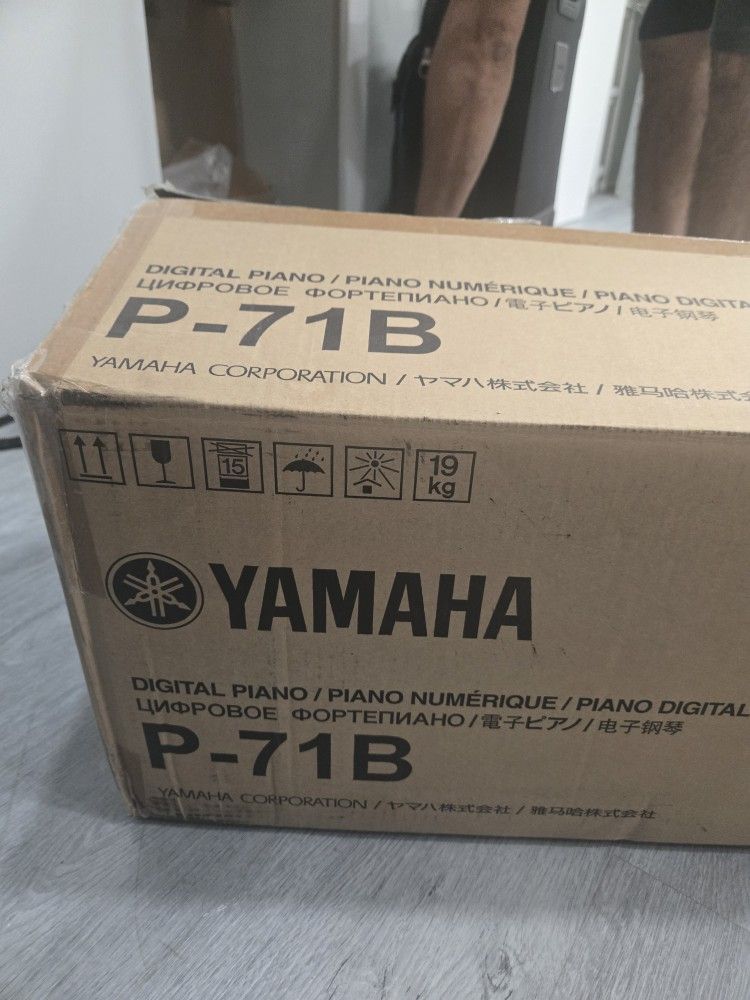 DIGITAL PIANO / PIANO NUMÉRIQUE / PIANO DIGITA
ЦИФРОВОЕ ФОРТЕПИАНО / 電子ピアノ / 电子钢琴
P-71B
YAMAHA CORPORATION / ヤマハ株式会社 / 雅马哈株式会
15
19
kg
YAMAHA
DIGITAL PIANO / PIANO NUMÉRIQUE / PIANO DIGITAL
ЦИФРОВОЕ ФОРТЕПИАНО / 電子ピアノ / 电子钢琴
P-71B
YAMAHA CORPORATION / ヤマハ株式会社 / 雅马哈株式会社